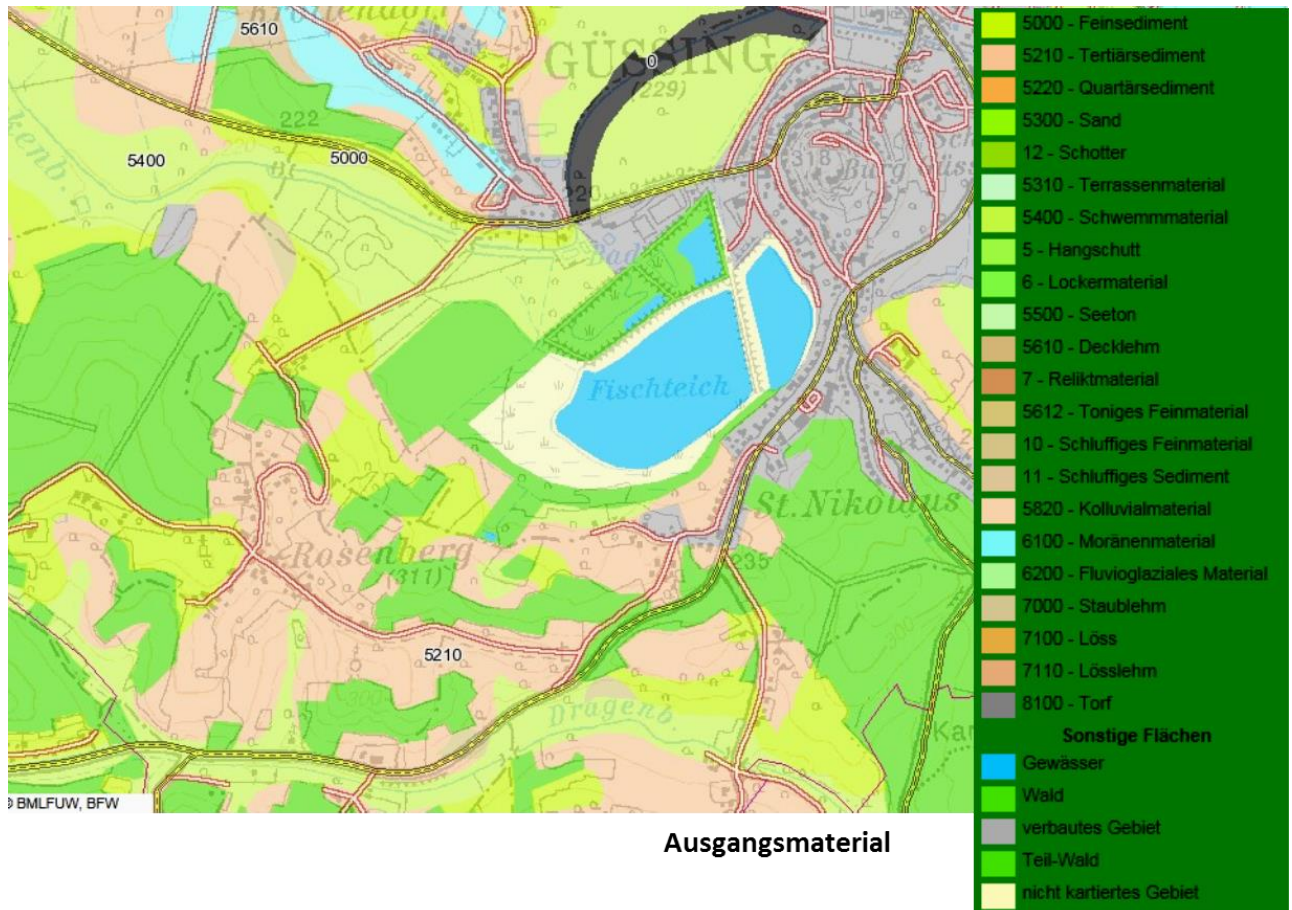 5610
GÜSSING
(229)
0
222
5400
5000
220
318
Burg
Bad
Fischteich
St. Nikolaus
Rosenberg
(311)
235
5210
300
Dragenb
© BMLFUW, BFW
5000 - Feinsediment
5210 - Tertiärsediment
5220 - Quartärsediment
5300 - Sand
12 - Schotter
5310 - Terrassenmaterial
5400 - Schwemmmaterial
5 - Hangschutt
6 - Lockermaterial
5500 - Seeton
5610 - Decklehm
7 - Reliktmaterial
5612 - Toniges Feinmaterial
10 - Schluffiges Feinmaterial
11 - Schluffiges Sediment
5820 - Kolluvialmaterial
6100 - Moränenmaterial
6200 - Fluvioglaziales Material
7000 - Staublehm
7100 - Löss
7110 - Lösslehm
8100 - Torf
Sonstige Flächen
Gewässer
Wald
verbautes Gebiet
Teil-Wald
nicht kartiertes Gebiet
Ausgangsmaterial